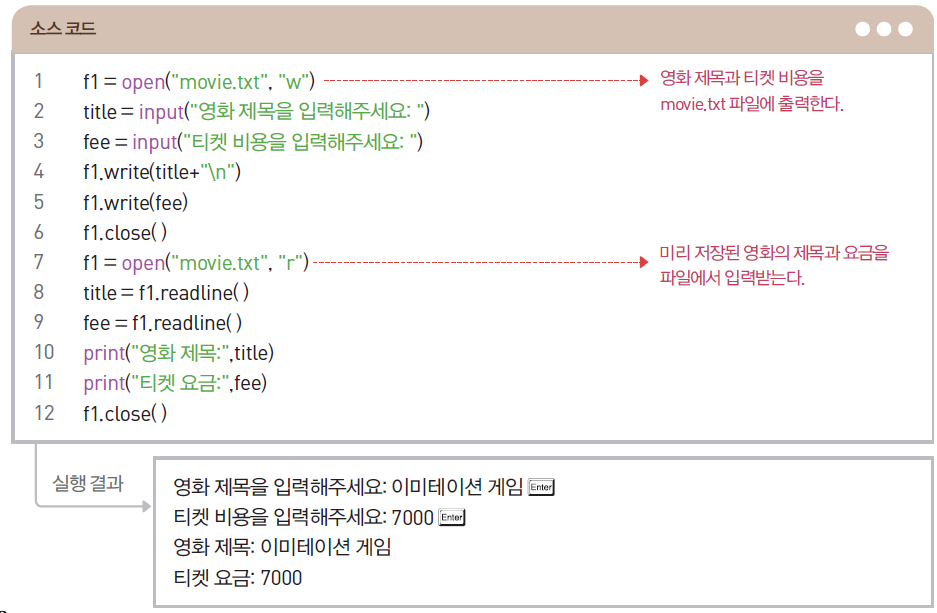 소스 코드
1 f1 = open("movie.txt", "w")
영화 제목과 티켓 비용을
movie.txt 파일에 출력한다.
2 title = input("영화 제목을 입력해주세요: ")
3 fee = input("티켓 비용을 입력해주세요: ")
4 f1.write(title+"\n")
5 f1.write(fee)
6 f1.close( )
7 f1 = open("movie.txt", "r")
미리 저장된 영화의 제목과 요금을
파일에서 입력받는다.
8 title = f1.readline( )
9 fee = f1.readline( )
10 print("영화 제목:",title)
11 print("티켓 요금:",fee)
12 f1.close( )
실행 결과
영화 제목을 입력해주세요: 이미테이션 게임 Enter
티켓 비용을 입력해주세요: 7000 Enter
영화 제목: 이미테이션 게임
티켓 요금: 7000